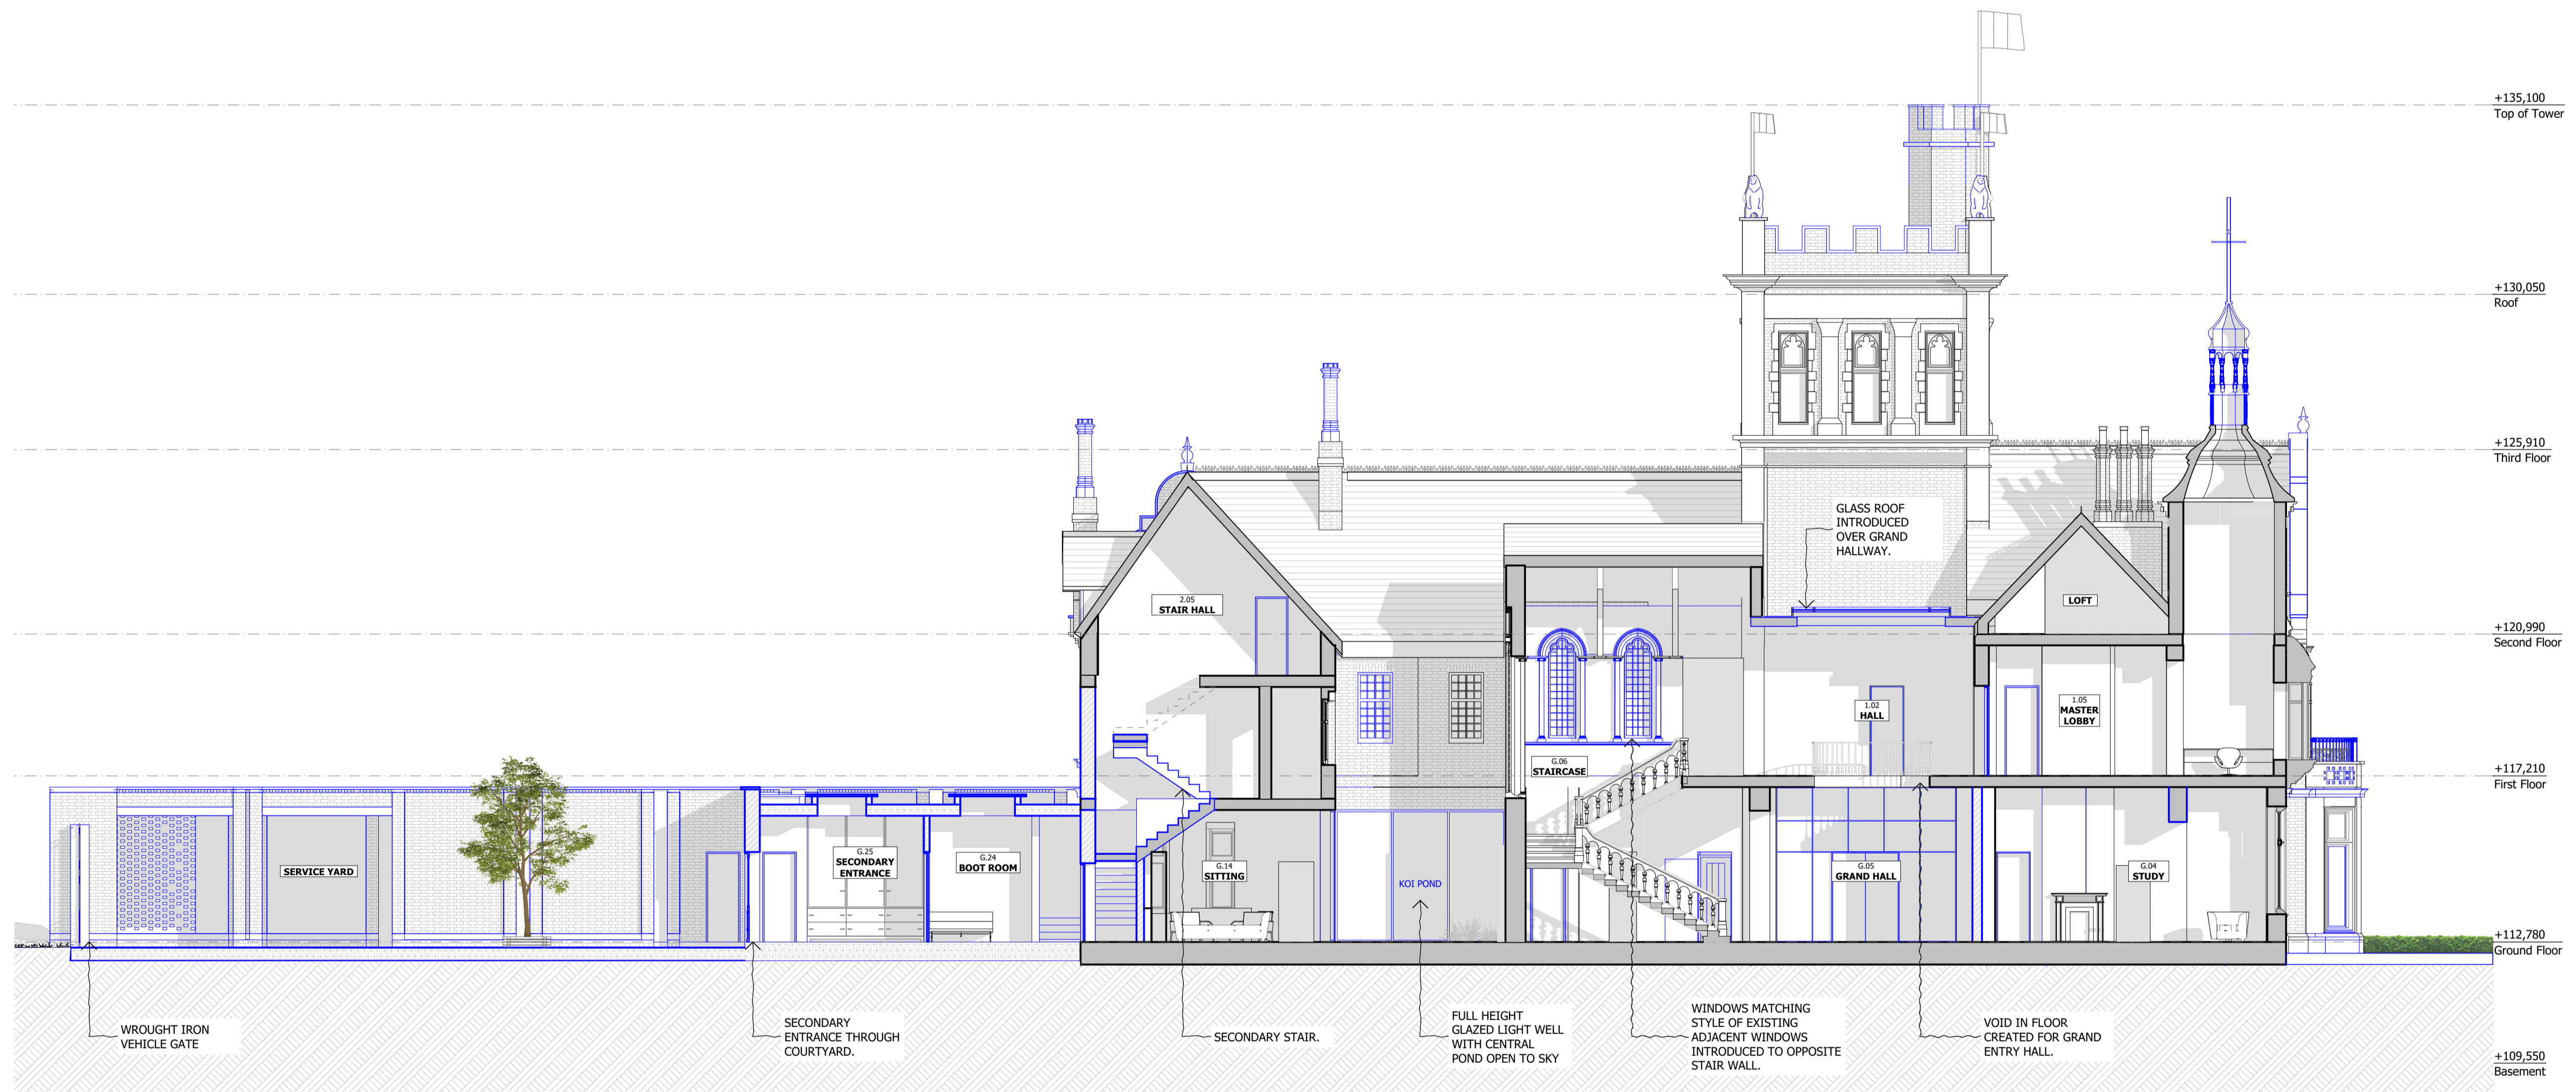 +135,100
Top of Tower
+130,050
Roof
+125,910
Third Floor
GLASS ROOF
INTRODUCED
OVER GRAND
HALLWAY.
2.05
STAIR HALL
LOFT
+120,990
Second Floor
1.02
HALL
1.05
MASTER
LOBBY
G.06
STAIRCASE
+117,210
First Floor
SERVICE YARD
G.25
SECONDARY
ENTRANCE
G.24
BOOT ROOM
G.14
SITTING
KOI POND
G.05
GRAND HALL
G.04
STUDY
+112,780
Ground Floor
WROUGHT IRON
VEHICLE GATE
SECONDARY
ENTRANCE THROUGH
COURTYARD.
SECONDARY STAIR.
FULL HEIGHT
GLAZED LIGHT WELL
WITH CENTRAL
POND OPEN TO SKY
WINDOWS MATCHING
STYLE OF EXISTING
ADJACENT WINDOWS
INTRODUCED TO OPPOSITE
STAIR WALL.
VOID IN FLOOR
CREATED FOR GRAND
ENTRY HALL.
+109,550
Basement